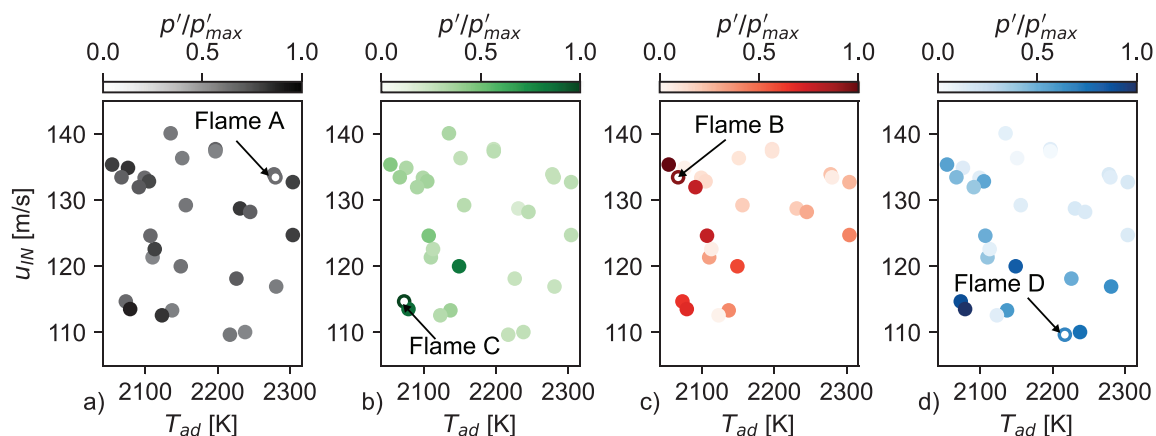 p′/p′max p′/p′max p′/p′max p′/p′max
0.0 0.5 1.0 0.0 0.5 1.0 0.0 0.5 1.0 0.0 0.5 1.0
Flame A
140
130
120
110
uIN [m/s]
2100 2200 2300
a) Tad [K]
140
130
120
110
Flame C
2100 2200 2300
b) Tad [K]
Flame B
140
130
120
110
2100 2200 2300
c) Tad [K]
140
130
120
110
Flame D
2100 2200 2300
d) Tad [K]